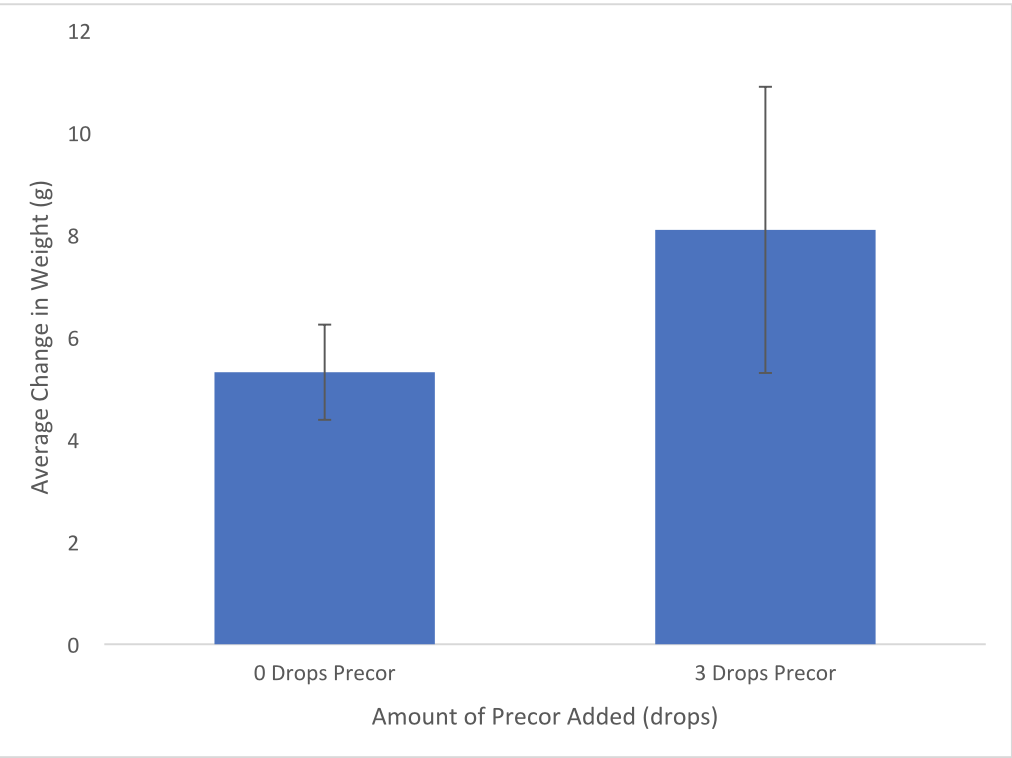 12
10
8
6
4
2
0
Average Change in Weight (g)
0 Drops Precor
3 Drops Precor
Amount of Precor Added (drops)